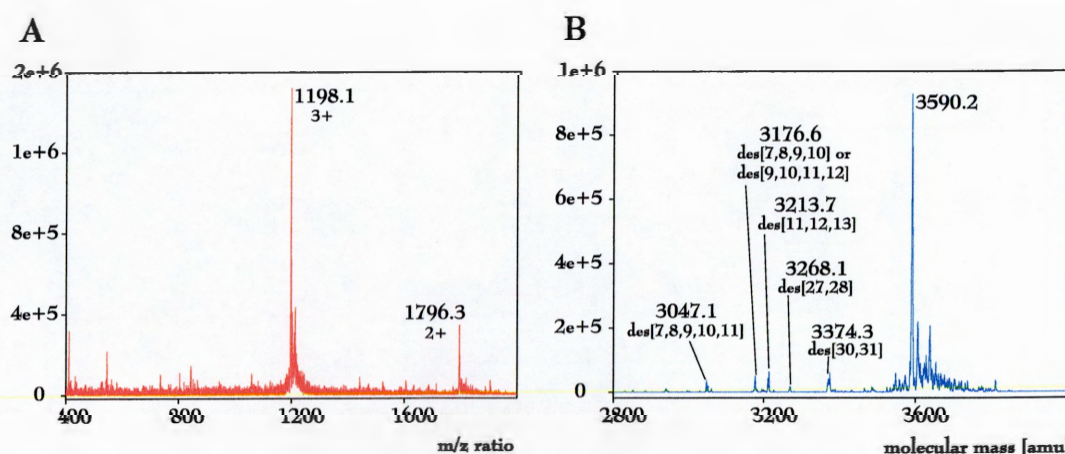 A
2e+6
1e+6
8e+5
4e+5
0
400
800
1200
1600
m/z ratio
1198.1
3+
1796.3
2+
B
1e+6
8e+5
6e+5
4e+5
2e+5
0
2800
3200
3600
molecular mass [amu
3590.2
3176.6
des[7,8,9,10] or
des[9,10,11,12]
3213.7
des[11,12,13]
3268.1
des[27,28]
3047.1
des[7,8,9,10,11]
3374.3
des[30,31]